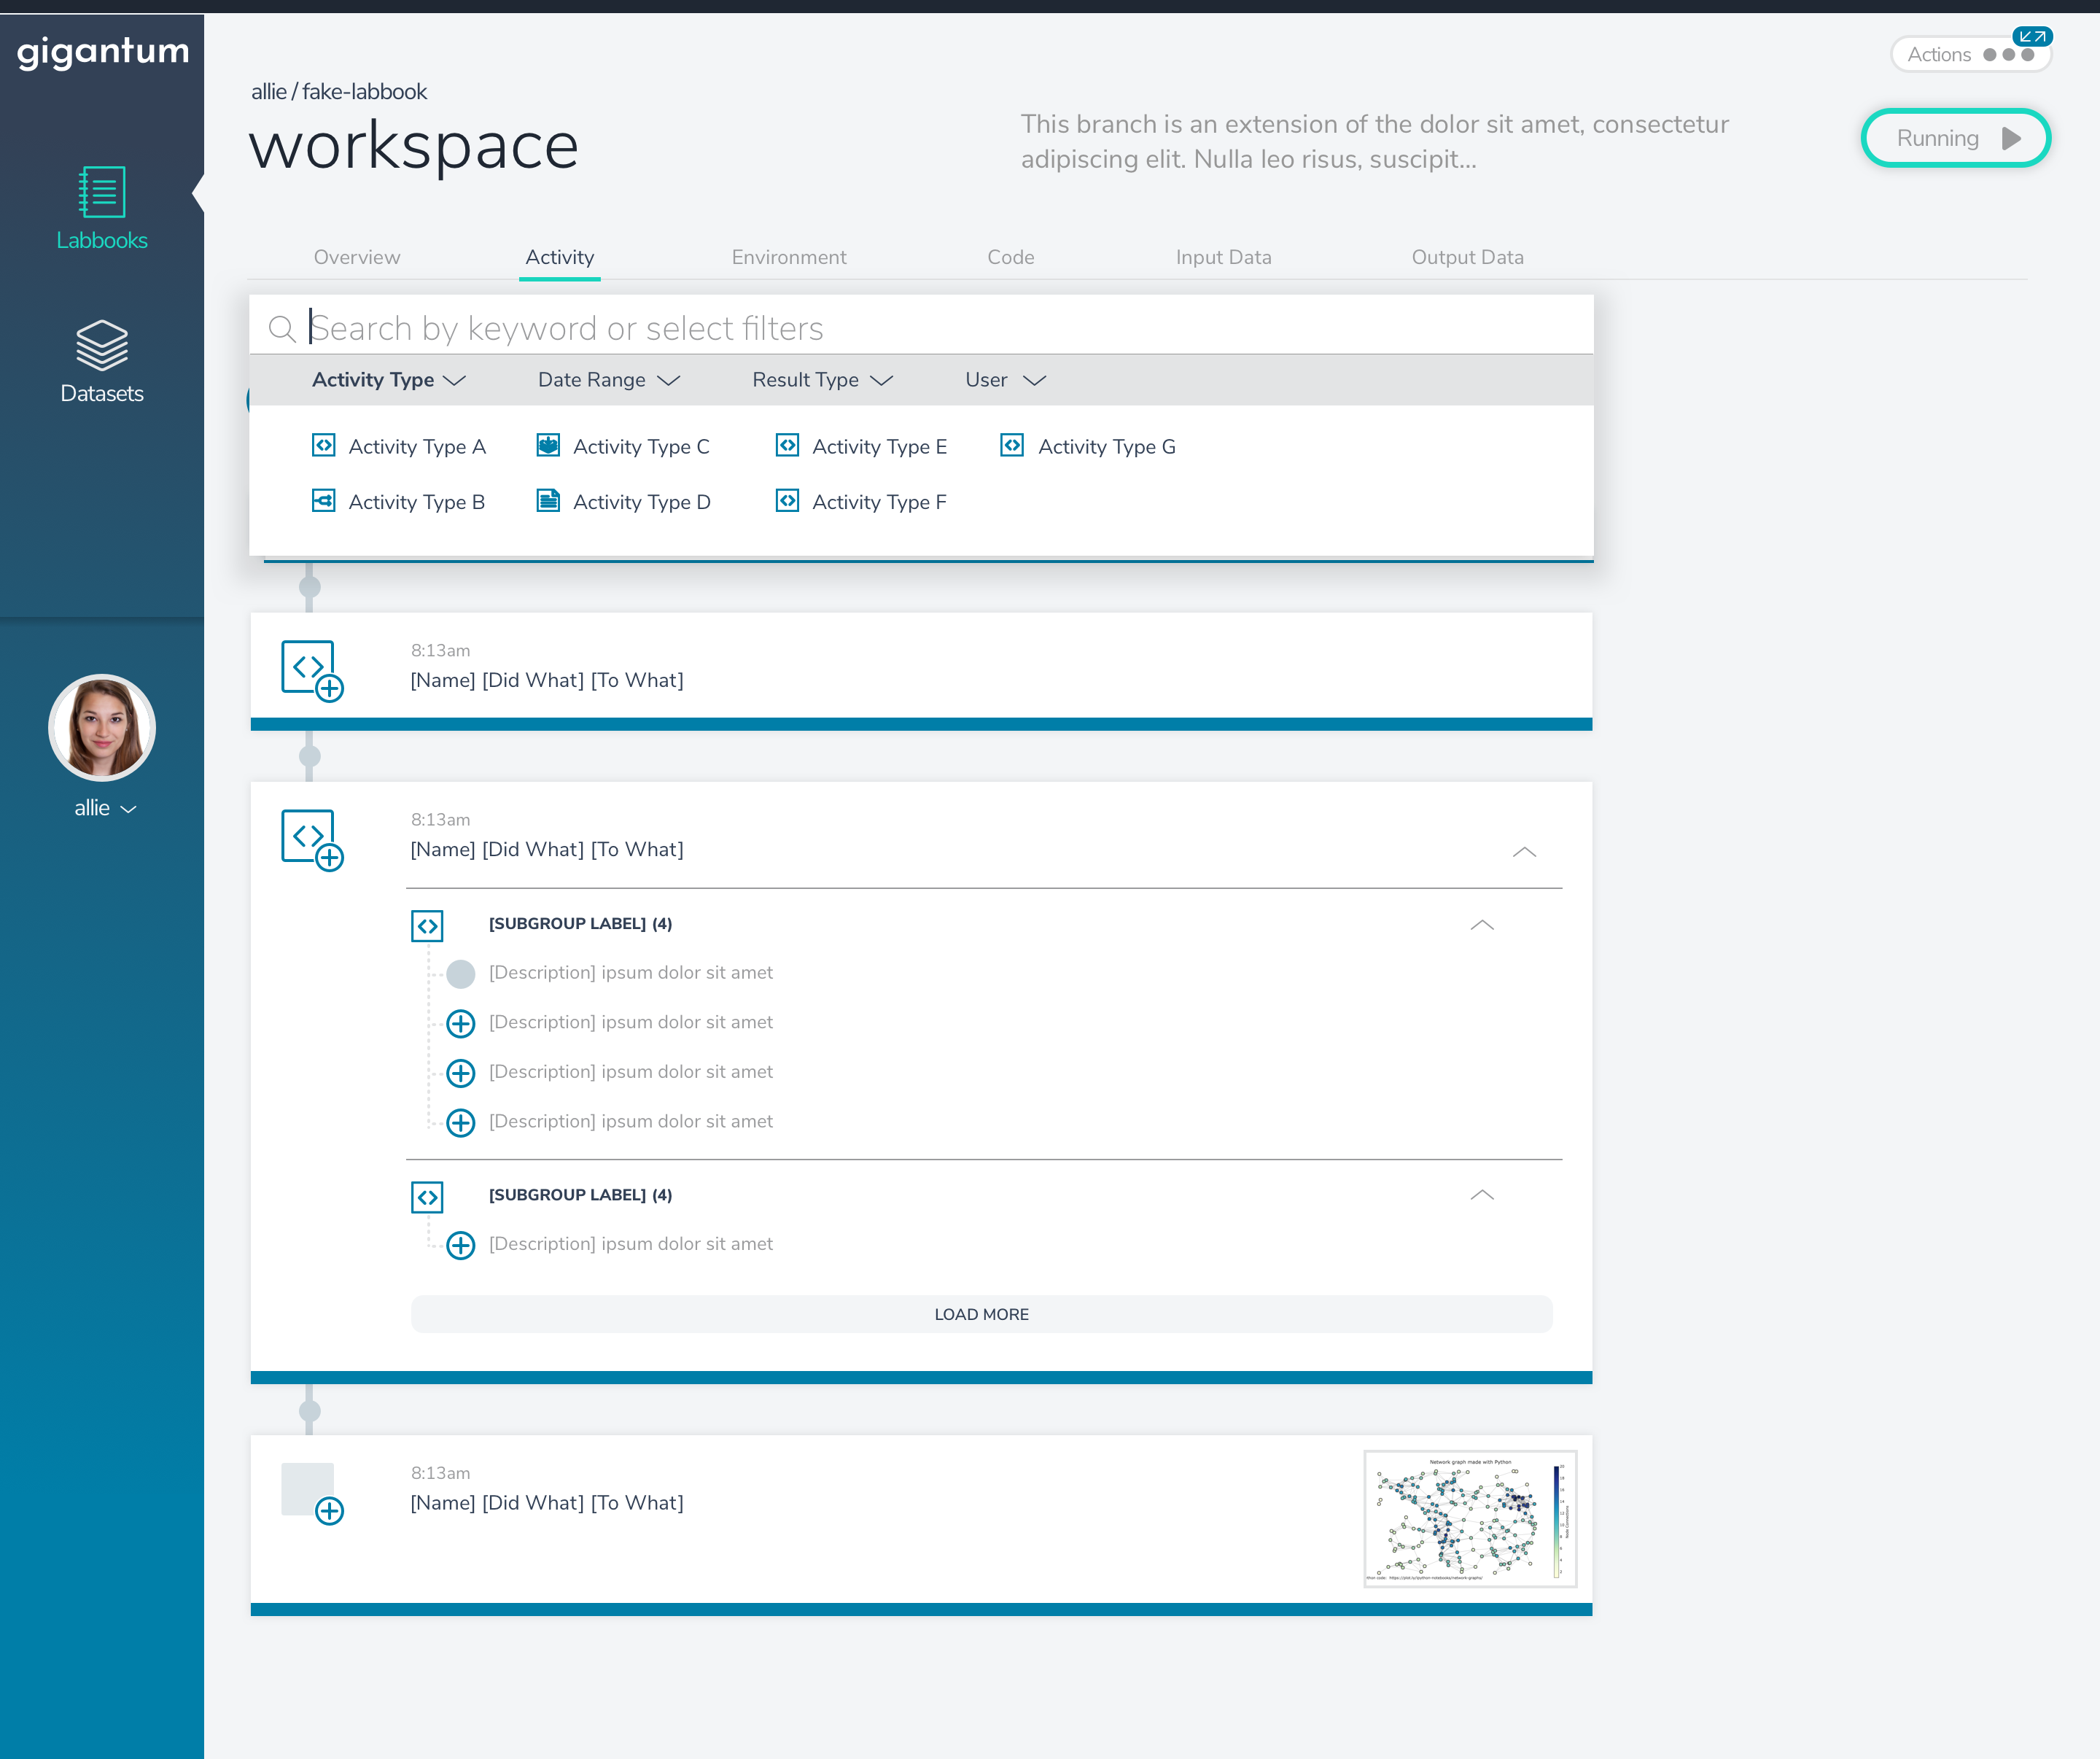 gigantum
Labbooks
Datasets
allie
Actions
allie / fake-labbook
workspace
This branch is an extension of the dolor sit amet, consectetur
adipiscing elit. Nulla leo risus, suscipit...
Running
Overview Activity Environment Code Input Data Output Data
Search by keyword or select filters
Activity Type Date Range Result Type User
Activity Type A Activity Type C Activity Type E Activity Type G
Activity Type B Activity Type D Activity Type F
8:13am
[Name] [Did What] [To What]
8:13am
[Name] [Did What] [To What]
[SUBGROUP LABEL] (4)
[Description] ipsum dolor sit amet
[Description] ipsum dolor sit amet
[Description] ipsum dolor sit amet
[Description] ipsum dolor sit amet
[SUBGROUP LABEL] (4)
[Description] ipsum dolor sit amet
LOAD MORE
8:13am
[Name] [Did What] [To What]
Network graph made with Python